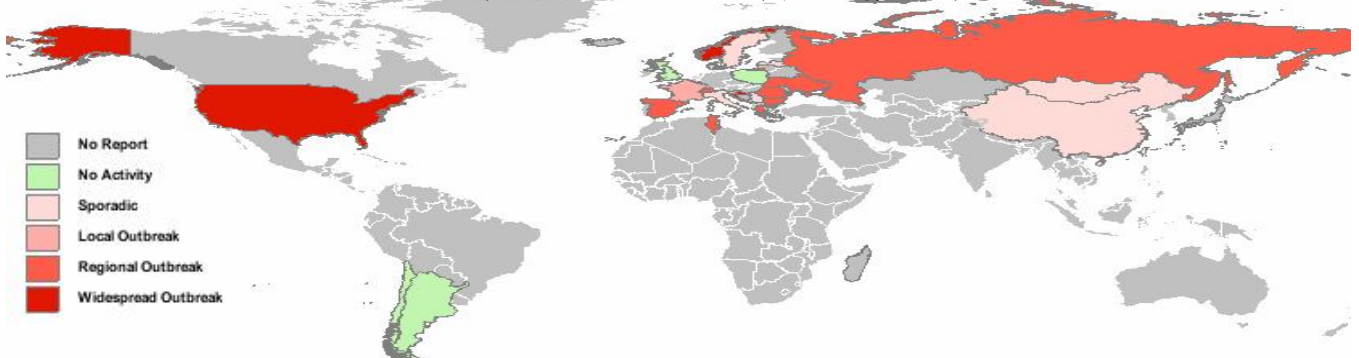 No Report
No Activity
Sporadic
Local Outbreak
Regional Outbreak
Widespread Outbreak